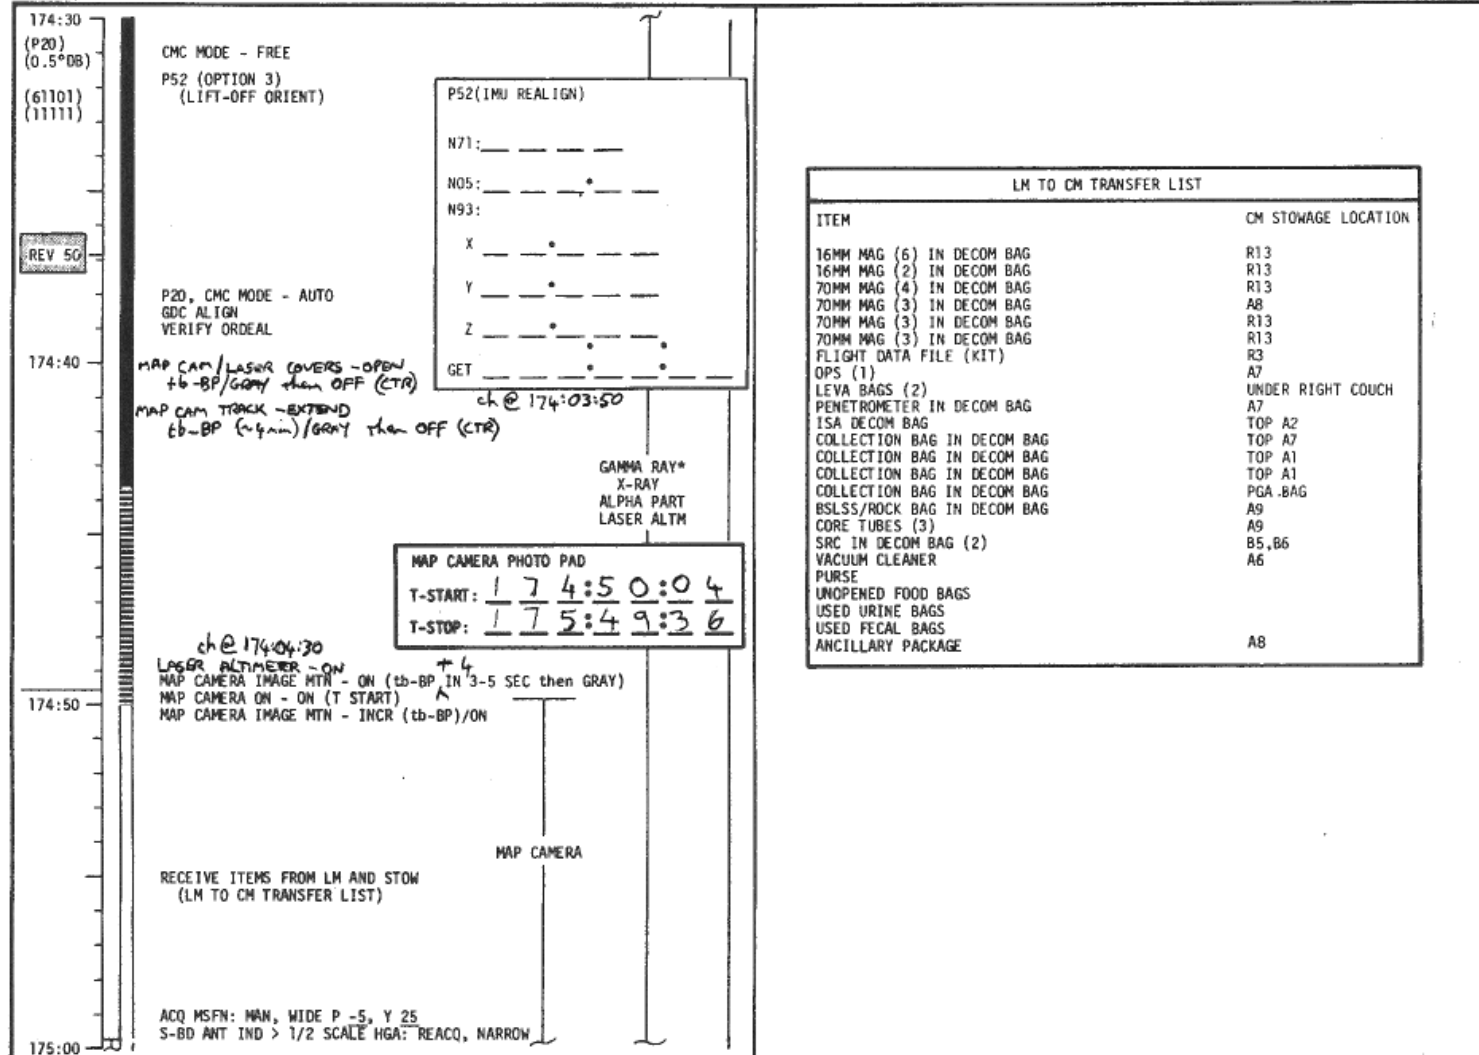 174:30
(P20)
(0.5°DB)
(61101)
(11111)
CMC MODE - FREE
P52 (OPTION 3)
(LIFT-OFF ORIENT)
P52(IMU REALIGN)
N71:
N05:
N93:
X
Y
Z
GET
ch @ 174:03:50
REV 50
P20, CMC MODE - AUTO
GDC ALIGN
VERIFY ORDEAL
174:40
MAP CAM/LASER COVERS - OPEN
tb-BP/GRAY then OFF (CTR)
MAP CAM TRACK - EXTEND
tb-BP (~4min)/GRAY then OFF (CTR)
GAMMA RAY*
X-RAY
ALPHA PART
LASER ALTM
MAP CAMERA PHOTO PAD
T-START: 1 7 4:5 0:0 4
T-STOP: 1 7 5:4 9:3 6
ch @ 174:04:30
LASER ALTIMETER - ON
+ 4
MAP CAMERA IMAGE MTN - ON (tb-BP IN 3-5 SEC then GRAY)
174:50
MAP CAMERA ON - ON (T START)
MAP CAMERA IMAGE MTN - INCR (tb-BP)/ON
MAP CAMERA
RECEIVE ITEMS FROM LM AND STOW
(LM TO CM TRANSFER LIST)
ACQ MSFN: MAN, WIDE P -5, Y 25
S-BD ANT IND > 1/2 SCALE HGA: REACQ, NARROW
175:00
LM TO CM TRANSFER LIST
ITEM CM STOWAGE LOCATION
16MM MAG (6) IN DECOM BAG R13
16MM MAG (2) IN DECOM BAG R13
70MM MAG (4) IN DECOM BAG R13
70MM MAG (3) IN DECOM BAG A8
70MM MAG (3) IN DECOM BAG R13
70MM MAG (3) IN DECOM BAG R13
FLIGHT DATA FILE (KIT) R3
OPS (1) A7
LEVA BAGS (2) UNDER RIGHT COUCH
PENETROMETER IN DECOM BAG A7
ISA DECOM BAG TOP A2
COLLECTION BAG IN DECOM BAG TOP A7
COLLECTION BAG IN DECOM BAG TOP A1
COLLECTION BAG IN DECOM BAG TOP A1
COLLECTION BAG IN DECOM BAG PGA BAG
BSLSS/ROCK BAG IN DECOM BAG A9
CORE TUBES (3) A9
SRC IN DECOM BAG (2) B5,B6
VACUUM CLEANER A6
PURSE
UNOPENED FOOD BAGS
USED URINE BAGS
USED FECAL BAGS
ANCILLARY PACKAGE A8